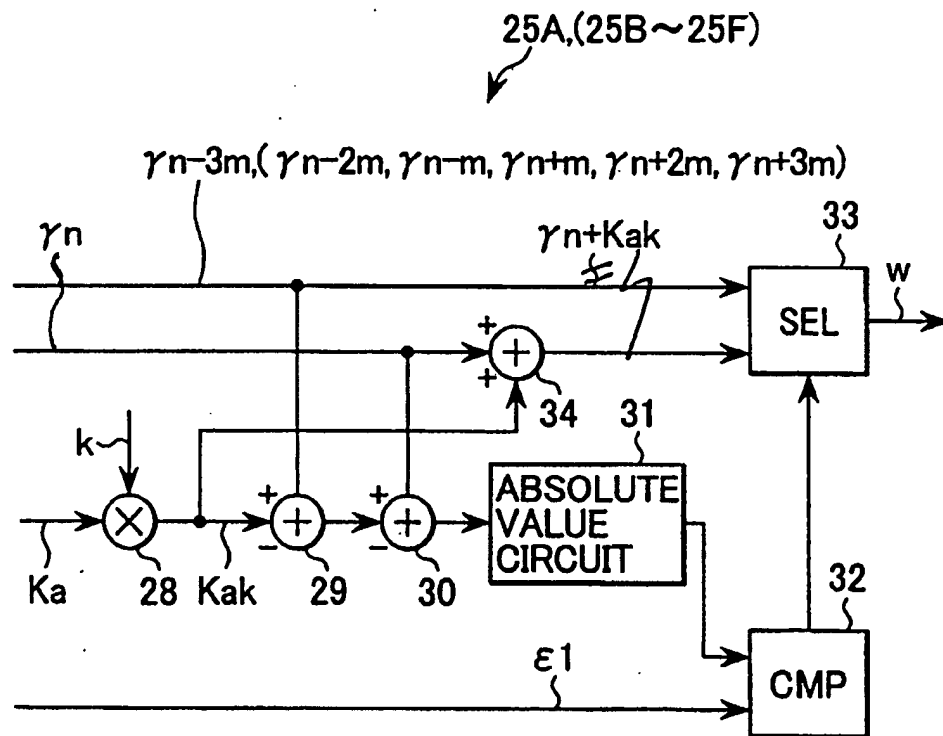 25A,(25B～25F)
γn-3m,( γn-2m, γn-m, γn+m, γn+2m, γn+3m)
γn
γn+Kak
33
w
SEL
+
+
+
34
k
31
ABSOLUTE
VALUE
CIRCUIT
+
-
+
+
-
+
×
Ka
28
Kak
29
30
32
ε1
CMP